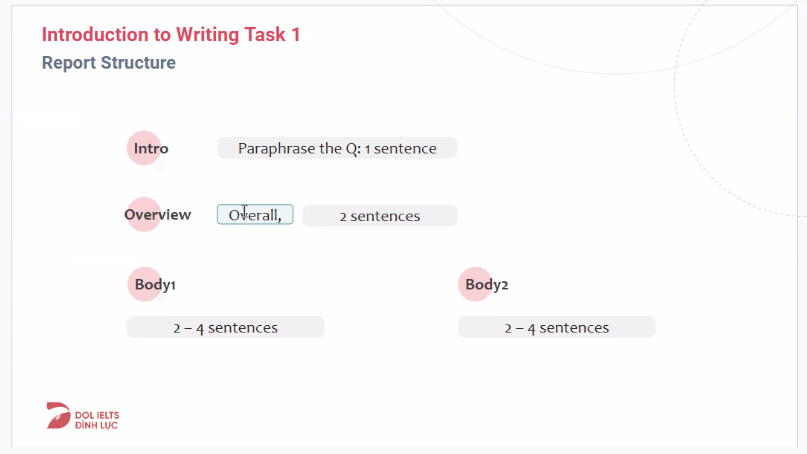 Introduction to Writing Task 1
Report Structure
Intro
Paraphrase the Q: 1 sentence
Overview
Overall,
2 sentences
Body1
Body2
2 – 4 sentences
2 – 4 sentences
DOL IELTS
ĐÌNH LỰC